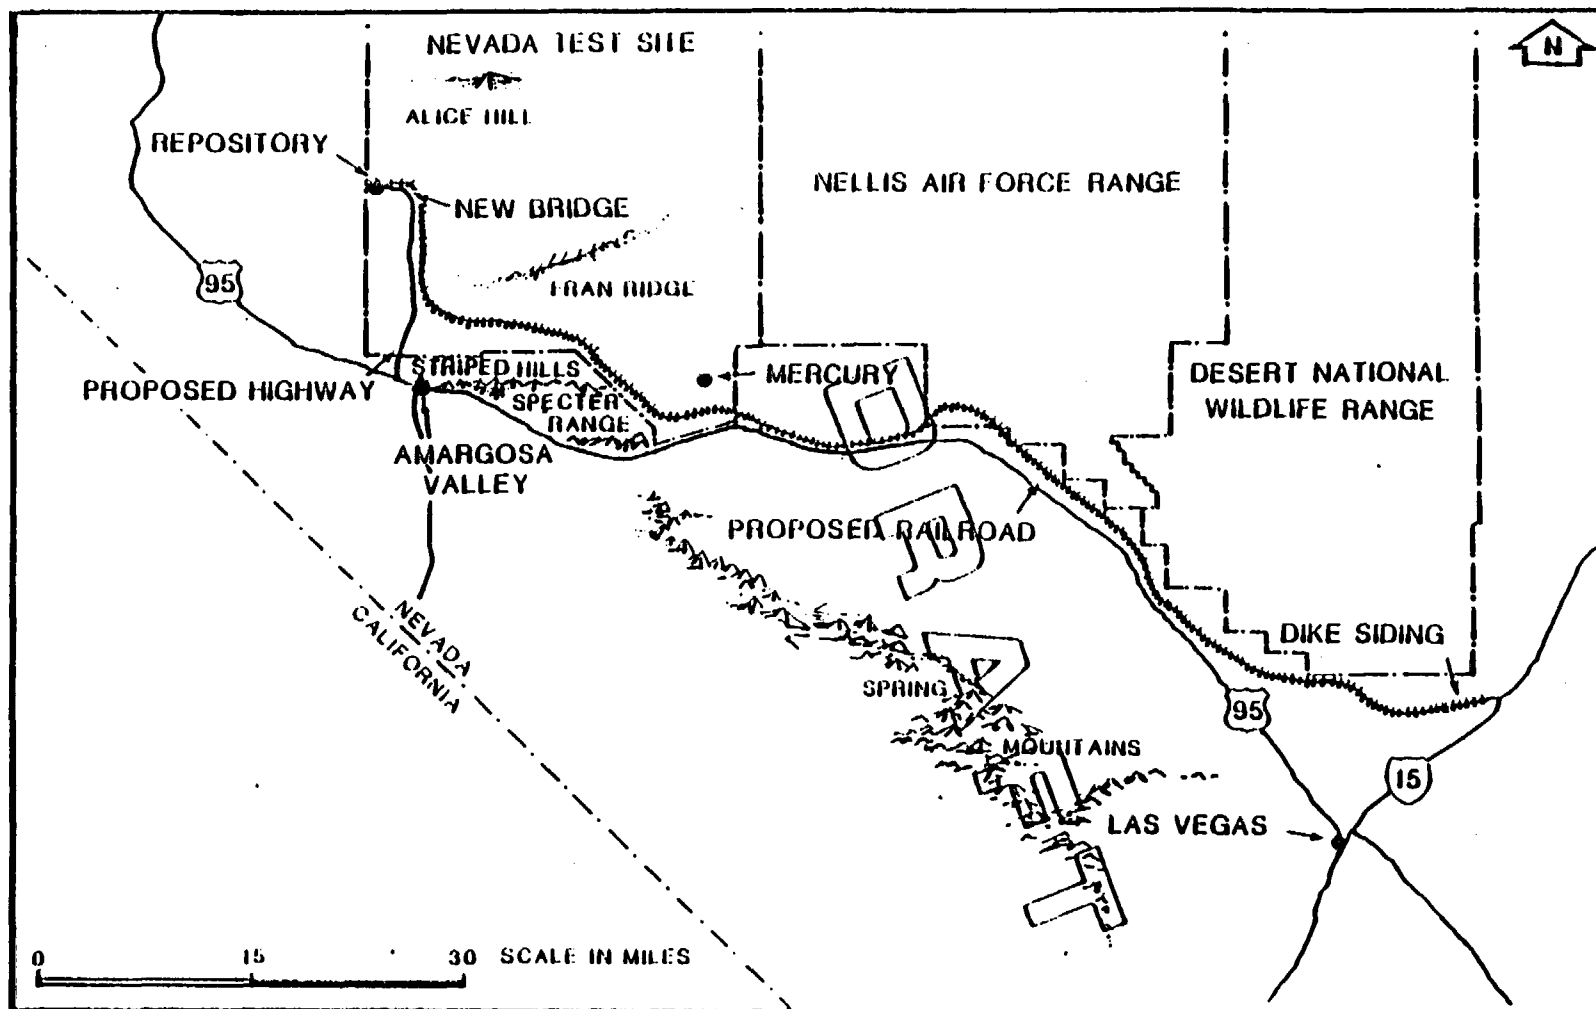 NEVADA TEST SITE
N
ALICE HILL
REPOSITORY
NELLIS AIR FORCE RANGE
NEW BRIDGE
95
FRAN RIDGE
STRIPED HILLS
MERCURY
PROPOSED HIGHWAY
DESERT NATIONAL
WILDLIFE RANGE
SPECTER
RANGE
AMARGOSA
VALLEY
PROPOSED RAILROAD
NEVADA
CALIFORNIA
DIKE SIDING
SPRING
95
MOUNTAINS
15
LAS VEGAS
0 15 30 SCALE IN MILES